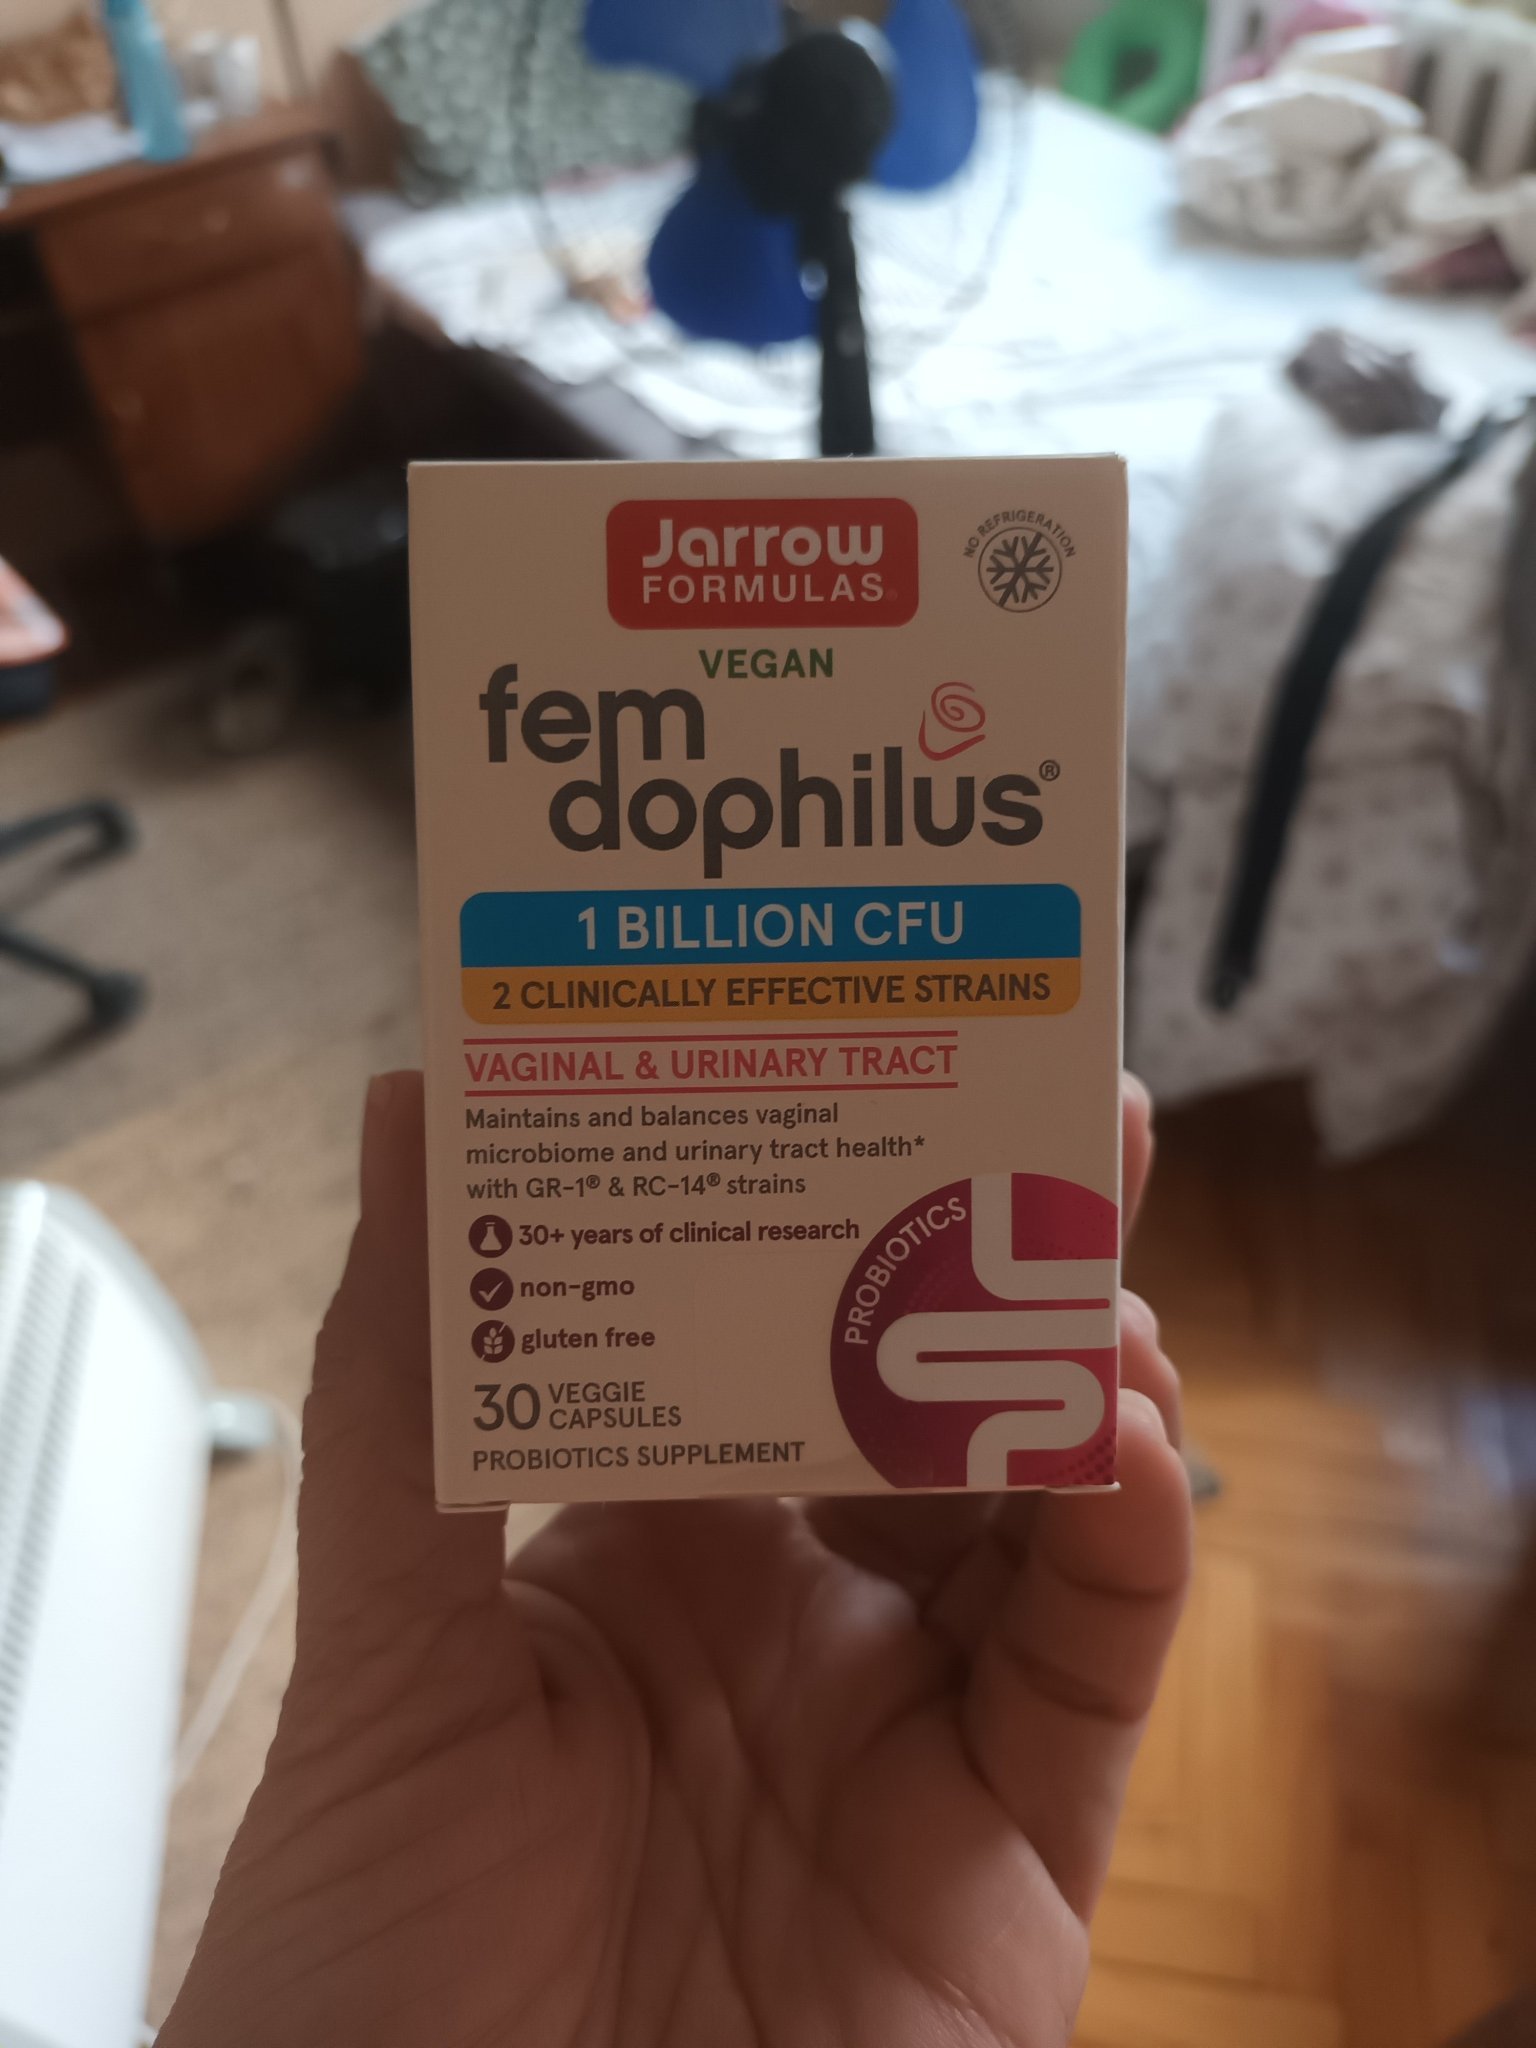 Jarrow
FORMULAS®
NO REFRIGERATION
VEGAN
fem
dophilus®
1 BILLION CFU
2 CLINICALLY EFFECTIVE STRAINS
VAGINAL & URINARY TRACT
Maintains and balances vaginal
microbiome and urinary tract health*
with GR-1® & RC-14® strains
30+ years of clinical research
non-gmo
gluten free
30 VEGGIE
CAPSULES
PROBIOTICS SUPPLEMENT
PROBIOTICS